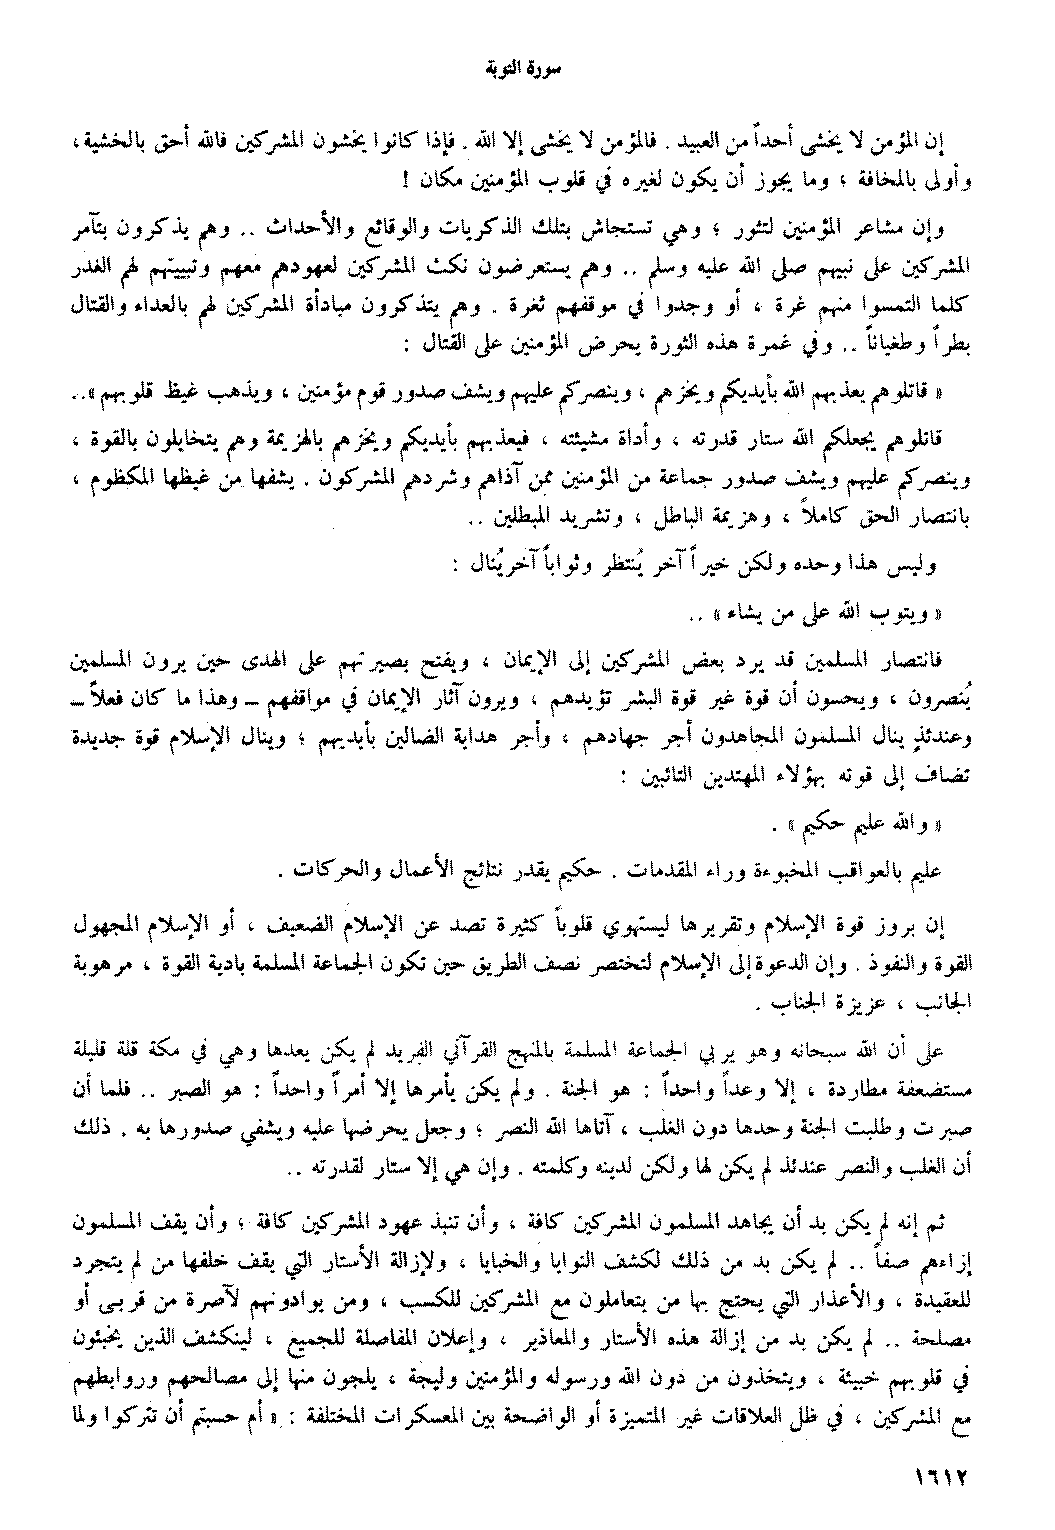 سورة التوبة
إن المؤمن لا يخشى أحداً من العبيد . فالمؤمن لا يخشى إلا الله . فإذا كانوا يخشون المشركين فالله أحق بالخشية ،
وأولى بالمخافة ؛ وما يجوز أن يكون لغيره في قلوب المؤمنين مكان !
وإن مشاعر المؤمنين لتثور ؛ وهي تستجاش بتلك الذكريات والوقائع والأحداث .. وهم يذكرون بتآمر
المشركين على نبيهم صلى الله عليه وسلم .. وهم يستعرضون نكث المشركين لعهودهم معهم وتبييتهم لهم الغدر
كلما التمسوا منهم غرة ، أو وجدوا في موقفهم ثغرة . وهم يتذكرون مبادأة المشركين لهم بالعداء والقتال
بطراً وطغياناً .. وفي غمرة هذه الثورة يحرض المؤمنين على القتال :
« قاتلوهم يعذبهم الله بأيديكم ويخزهم ، وينصركم عليهم ويشف صدور قوم مؤمنين ، ويذهب غيظ قلوبهم »..
قاتلوهم يجعلكم الله ستار قدرته ، وأداة مشيئته ، فيعذبهم بأيديكم ويخزهم بالهزيمة وهم يتخايلون بالقوة ،
وينصركم عليهم ويشف صدور جماعة من المؤمنين ممن آذاهم وشردهم المشركون . يشفها من غيظها المكظوم ،
بانتصار الحق كاملاً ، وهزيمة الباطل ، وتشريد المبطلين ..
وليس هذا وحده ولكن خيراً آخر يُنتظر وثواباً آخر يُنال :
« ويتوب الله على من يشاء » ..
فانتصار المسلمين قد يرد بعض المشركين إلى الإيمان ، ويفتح بصيرتهم على الهدى حين يرون المسلمين
يُنصرون ، ويحسون أن قوة غير قوة البشر تؤيدهم ، ويرون آثار الإيمان في مواقفهم – وهذا ما كان فعلاً –
وعندئذٍ ينال المسلمون المجاهدون أجر جهادهم ، وأجر هداية الضالين بأيديهم ؛ وينال الإسلام قوة جديدة
تضاف إلى قوته بهؤلاء المهتدين التائبين :
« والله عليم حكيم » .
عليم بالعواقب المخبوءة وراء المقدمات . حكيم يقدر نتائج الأعمال والحركات .
إن بروز قوة الإسلام وتقريرها ليستهوي قلوباً كثيرة تصد عن الإسلام الضعيف ، أو الإسلام المجهول
القوة والنفوذ . وإن الدعوة إلى الإسلام لتختصر نصف الطريق حين تكون الجماعة المسلمة بادية القوة ، مرهوبة
الجانب ، عزيزة الجناب .
على أن الله سبحانه وهو يربي الجماعة المسلمة بالمنهج القرآني الفريد لم يكن يعدها وهي في مكة قلة قليلة
مستضعفة مطاردة ، إلا وعداً واحداً : هو الجنة . ولم يكن يأمرها إلا أمراً واحداً : هو الصبر .. فلما أن
صبرت وطلبت الجنة وحدها دون الغلب ، آتاها الله النصر ؛ وجعل يحرضها عليه ويشفي صدورها به . ذلك
أن الغلب والنصر عندئذ لم يكن لها ولكن لدينه وكلمته . وإن هي إلا ستار لقدرته ..
ثم إنه لم يكن بد أن يجاهد المسلمون المشركين كافة ، وأن تنبذ عهود المشركين كافة ؛ وأن يقف المسلمون
إزاءهم صفاً .. لم يكن بد من ذلك لكشف النوايا والخبايا ، ولإزالة الأستار التي يقف خلفها من لم يتجرد
للعقيدة ، والأعذار التي يحتج بها من يتعاملون مع المشركين للكسب ، ومن يوادونهم لآصرة من قربى أو
مصلحة .. لم يكن بد من إزالة هذه الأستار والمعاذير ، وإعلان المفاصلة للجميع ، لينكشف الذين يخبئون
في قلوبهم خبيئة ، ويتخذون من دون الله ورسوله والمؤمنين وليجة ، يلجون منها إلى مصالحهم وروابطهم
مع المشركين ، في ظل العلاقات غير المتميزة أو الواضحة بين المعسكرات المختلفة : « أم حسبتم أن تتركوا ولما
١٦١٢